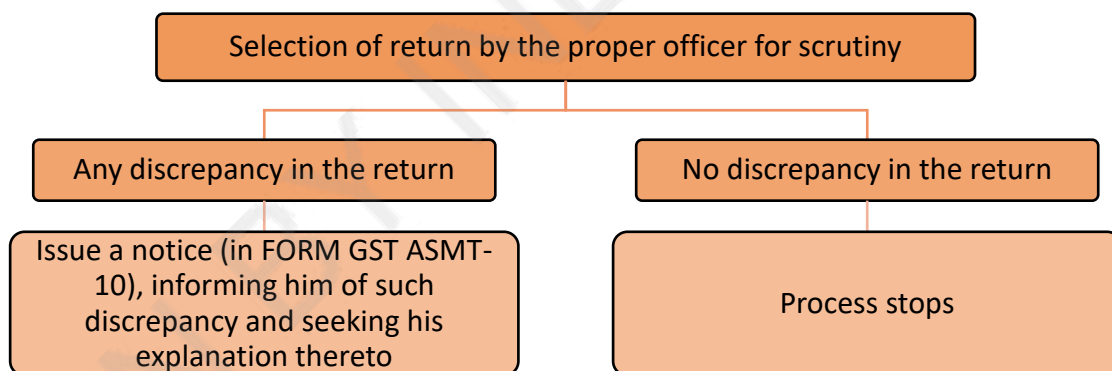 Selection of return by the proper officer for scrutiny
Any discrepancy in the return
No discrepancy in the return
Issue a notice (in FORM GST ASMT-
10), informing him of such
discrepancy and seeking his
explanation thereto
Process stops